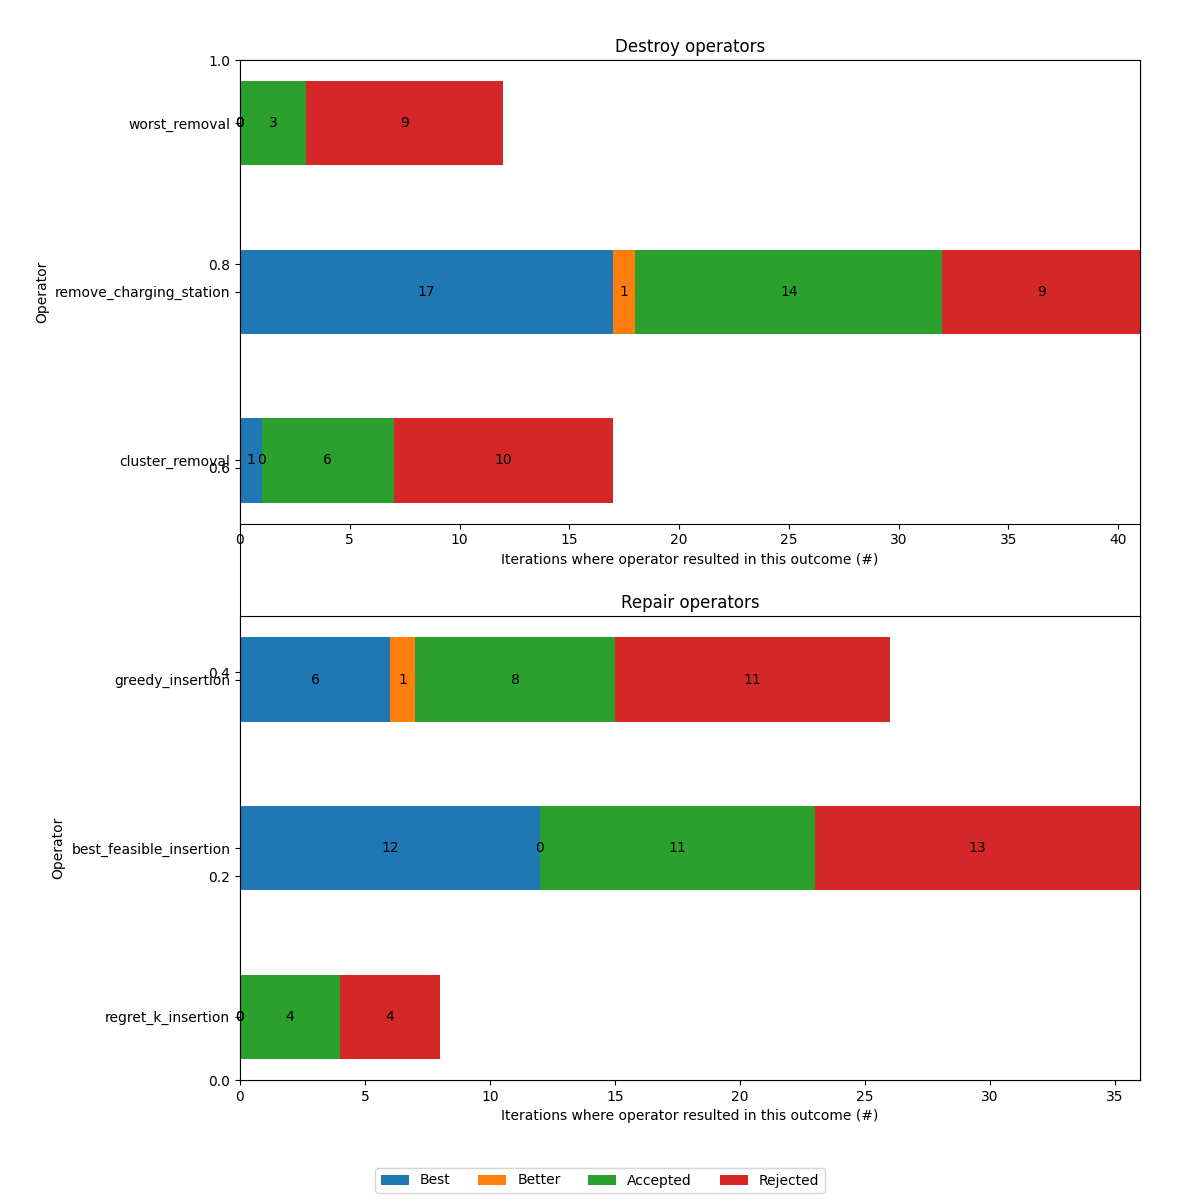 Destroy operators
1.0
worst_removal 0 0 3 9
0.8
Operator
remove_charging_station 17 1 14 9
cluster_removal 1 0 6 10
0.6
0 5 10 15 20 25 30 35 40
Iterations where operator resulted in this outcome (#)
Repair operators
0.4
greedy_insertion 6 1 8 11
Operator
best_feasible_insertion 12 0 11 13
0.2
regret_k_insertion 0 0 4 4
0.0
0 5 10 15 20 25 30 35
Iterations where operator resulted in this outcome (#)
Best Better Accepted Rejected